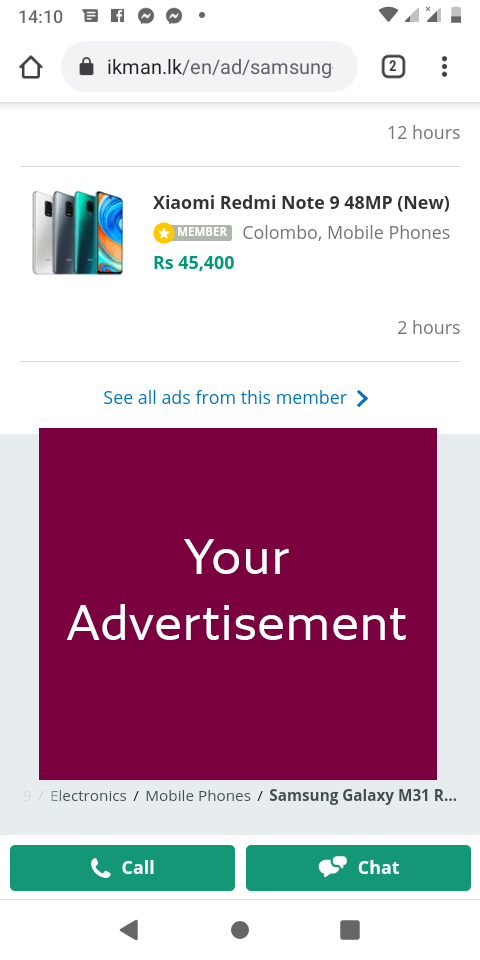 14:10
2
ikman.lk/en/ad/samsung
12 hours
Xiaomi Redmi Note 9 48MP (New)
MEMBER Colombo, Mobile Phones
Rs 45,400
2 hours
See all ads from this member
Your
Advertisement
9 / Electronics / Mobile Phones / Samsung Galaxy M31 R...
Call
Chat